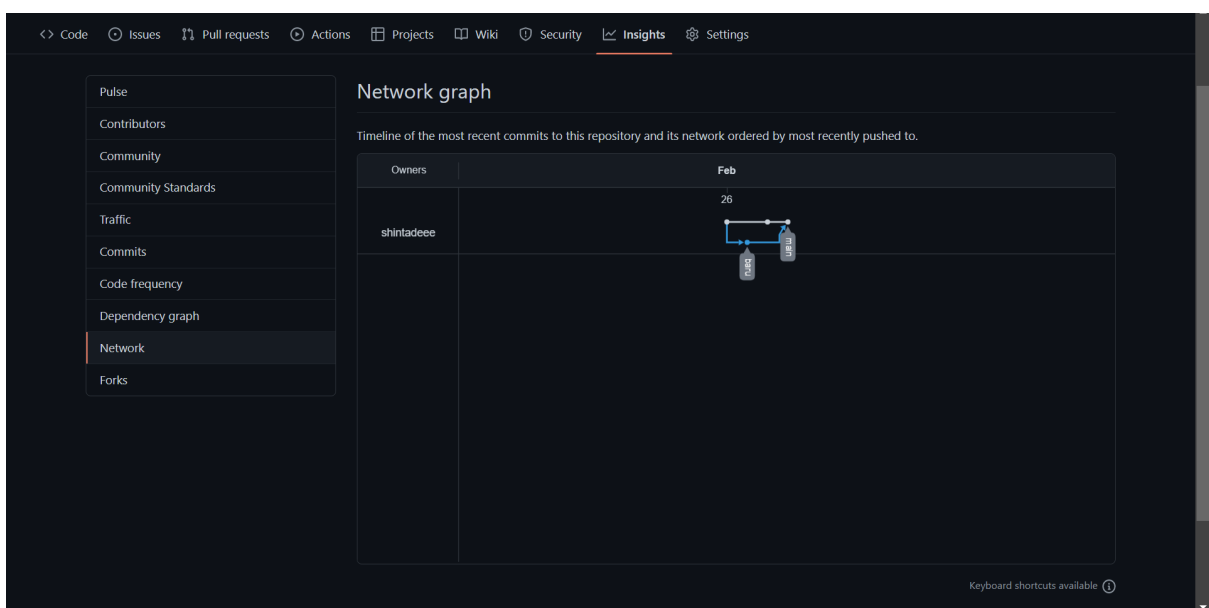 Code Issues Pull requests Actions Projects Wiki Security Insights Settings
Pulse
Contributors
Community
Community Standards
Traffic
Commits
Code frequency
Dependency graph
Network
Forks
Network graph
Timeline of the most recent commits to this repository and its network ordered by most recently pushed to.
Owners Feb
26
shintadeee
main
baru
Keyboard shortcuts available